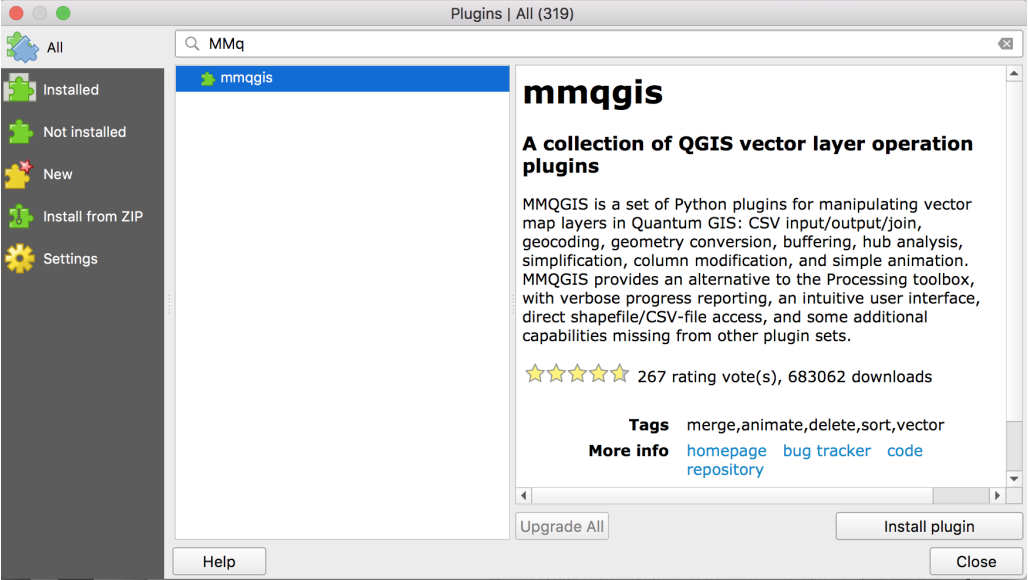 Plugins | All (319)
All
MMq
Installed
Not installed
New
Install from ZIP
Settings
mmqgis
mmqgis
A collection of QGIS vector layer operation
plugins
MMQGIS is a set of Python plugins for manipulating vector
map layers in Quantum GIS: CSV input/output/join,
geocoding, geometry conversion, buffering, hub analysis,
simplification, column modification, and simple animation.
MMQGIS provides an alternative to the Processing toolbox,
with verbose progress reporting, an intuitive user interface,
direct shapefile/CSV-file access, and some additional
capabilities missing from other plugin sets.
267 rating vote(s), 683062 downloads
Tags merge,animate,delete,sort,vector
More info homepage bug tracker code
repository
Upgrade All
Install plugin
Help
Close